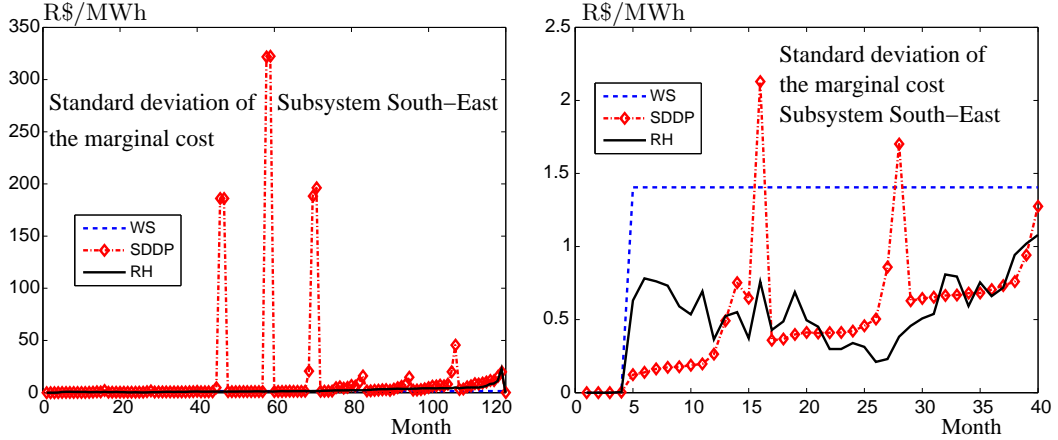 R$/MWh
350
300
250
200
150
100
50
0
0
20
40
60
80
100
120
Month
Standard deviation of
the marginal cost
Subsystem South−East
WS
SDDP
RH
R$/MWh
2.5
2
1.5
1
0.5
0
0
5
10
15
20
25
30
35
40
Month
Standard deviation of
the marginal cost
Subsystem South−East
WS
SDDP
RH